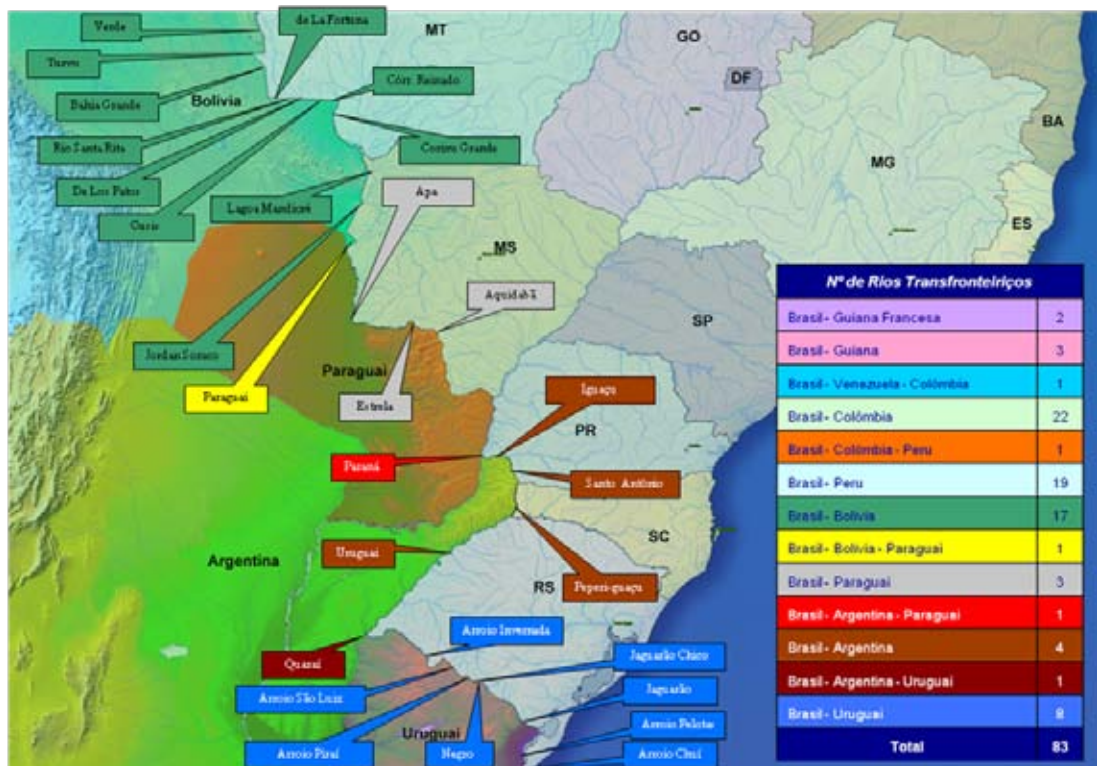 de La Fortuna
Verde
MT
GO
Turvo
Córr. Reinado
DF
Bahia Grande
Bolívia
BA
Rio Santa Rita
Correra Grande
MG
De Los Patos
Apa
Lagoa Mandioré
ES
MS
Aquidabã
SP
Jordan Soruco
Paraguai
Paraguai
Estrela
Iguaçu
PR
Paraná
Santo Antônio
SC
Uruguai
Argentina
RS
Peperi-guaçu
Arroio Invernada
Quaraí
Jaguarão Chico
Arroio São Luiz
Jaguarão
Arroio Pelotas
Uruguai
Arroio Piraí
Negro
Arroio Chuí
Nº de Rios Transfronteiriços
Brasil - Guiana Francesa 2
Brasil - Guiana 3
Brasil - Venezuela - Colômbia 1
Brasil - Colômbia 22
Brasil - Colômbia - Peru 1
Brasil - Peru 19
Brasil - Bolívia 17
Brasil - Bolívia - Paraguai 1
Brasil - Paraguai 3
Brasil - Argentina - Paraguai 1
Brasil - Argentina 4
Brasil - Argentina - Uruguai 1
Brasil - Uruguai 8
Total 83